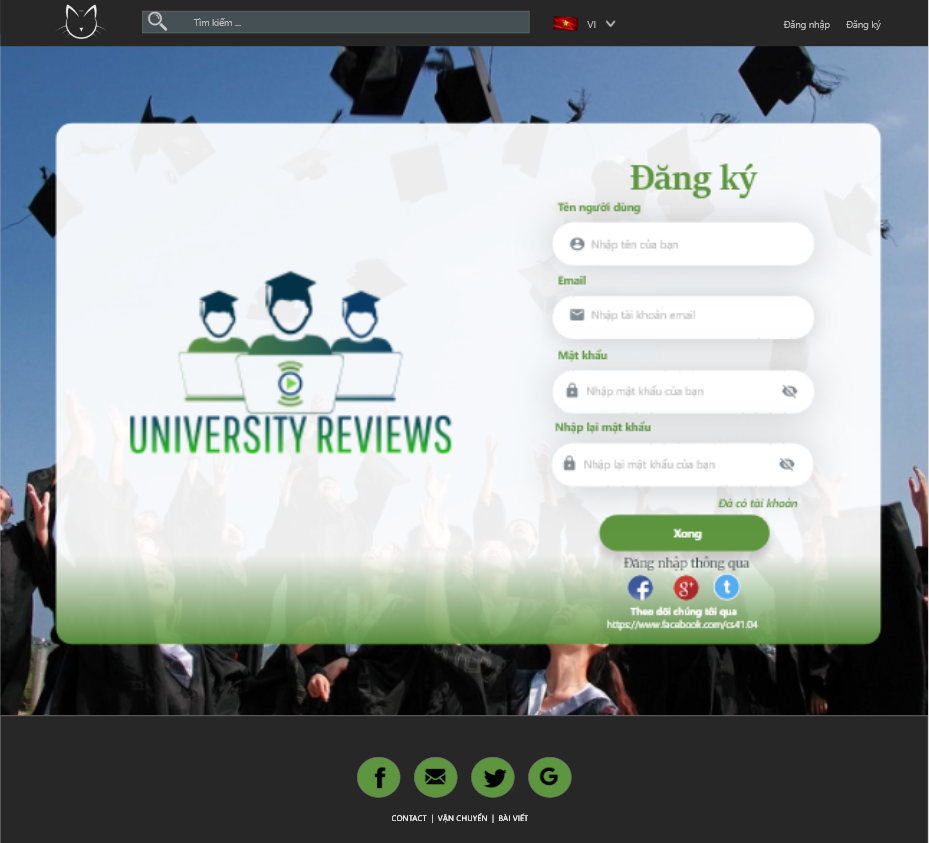 Tìm kiếm ...
VI
Đăng nhập
Đăng ký
Đăng ký
Tên người dùng
Nhập tên của bạn
Email
Nhập tài khoản email
Mật khẩu
Nhập mật khẩu của bạn
Nhập lại mật khẩu
Nhập lại mật khẩu của bạn
Đã có tài khoản
Xong
Đăng nhập thông qua
Theo dõi chúng tôi qua
https://www.facebook.com/cs41.04
UNIVERSITY REVIEWS
CONTACT | VẬN CHUYỂN | BÀI VIẾT